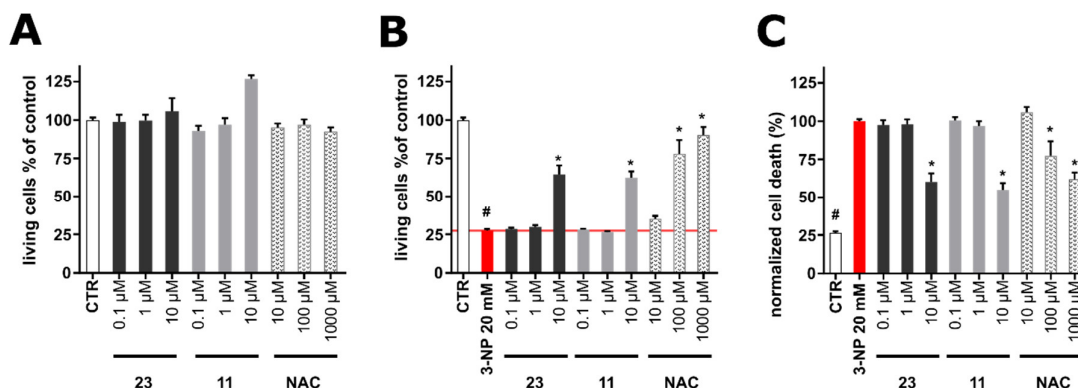 A
living cells % of control
125
100
75
50
25
0
CTR
0.1 µM
1 µM
10 µM
0.1 µM
1 µM
10 µM
10 µM
100 µM
1000 µM
23
11
NAC
B
living cells %of control
125
100
75
50
25
0
#
*
*
*
*
CTR
3-NP 20 mM
0.1 µM
1 µM
10 µM
0.1 µM
1 µM
10 µM
10 µM
100 µM
1000 µM
23
11
NAC
C
normalized cell death (%)
125
100
75
50
25
0
#
*
*
*
*
CTR
3-NP 20 mM
0.1 µM
1 µM
10 µM
0.1 µM
1 µM
10 µM
10 µM
100 µM
1000 µM
23
11
NAC